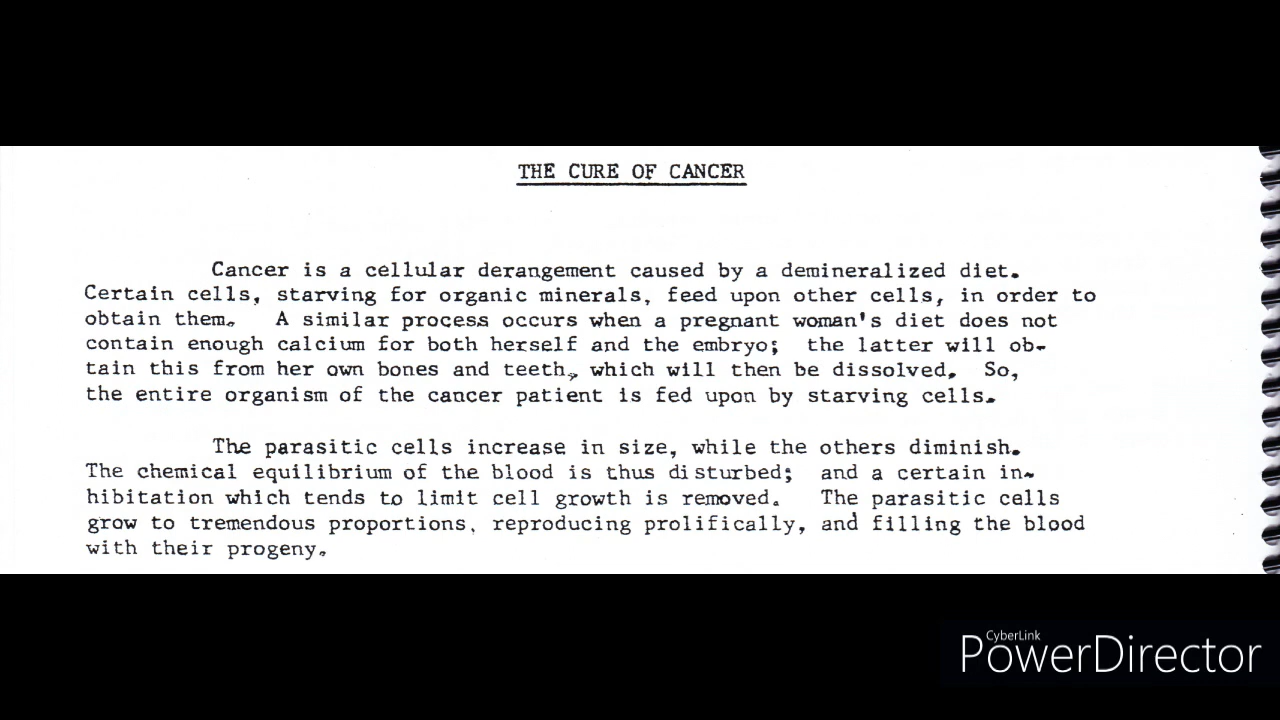 THE CURE OF CANCER
Cancer is a cellular derangement caused by a demineralized diet.
Certain cells, starving for organic minerals, feed upon other cells, in order to
obtain them. A similar process occurs when a pregnant woman's diet does not
contain enough calcium for both herself and the embryo; the latter will ob-
tain this from her own bones and teeth, which will then be dissolved. So,
the entire organism of the cancer patient is fed upon by starving cells.
The parasitic cells increase in size, while the others diminish.
The chemical equilibrium of the blood is thus disturbed; and a certain in-
hibitation which tends to limit cell growth is removed. The parasitic cells
grow to tremendous proportions, reproducing prolifically, and filling the blood
with their progeny.
CyberLink
PowerDirector